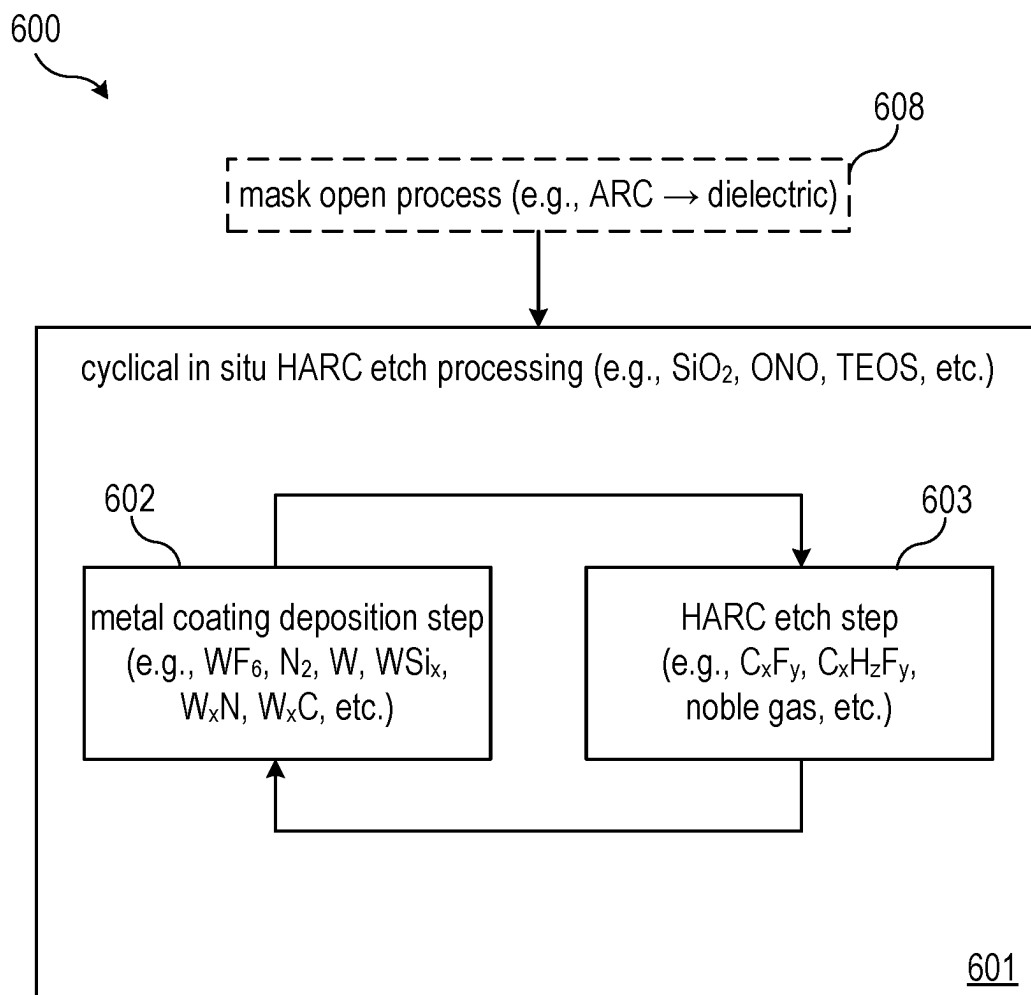 600
608
mask open process (e.g., ARC → dielectric)
cyclical in situ HARC etch processing (e.g., SiO₂, ONO, TEOS, etc.)
602
603
metal coating deposition step
(e.g., WF₆, N₂, W, WSiₓ,
WₓN, WₓC, etc.)
HARC etch step
(e.g., CₓFᵧ, CₓH_zFᵧ,
noble gas, etc.)
601